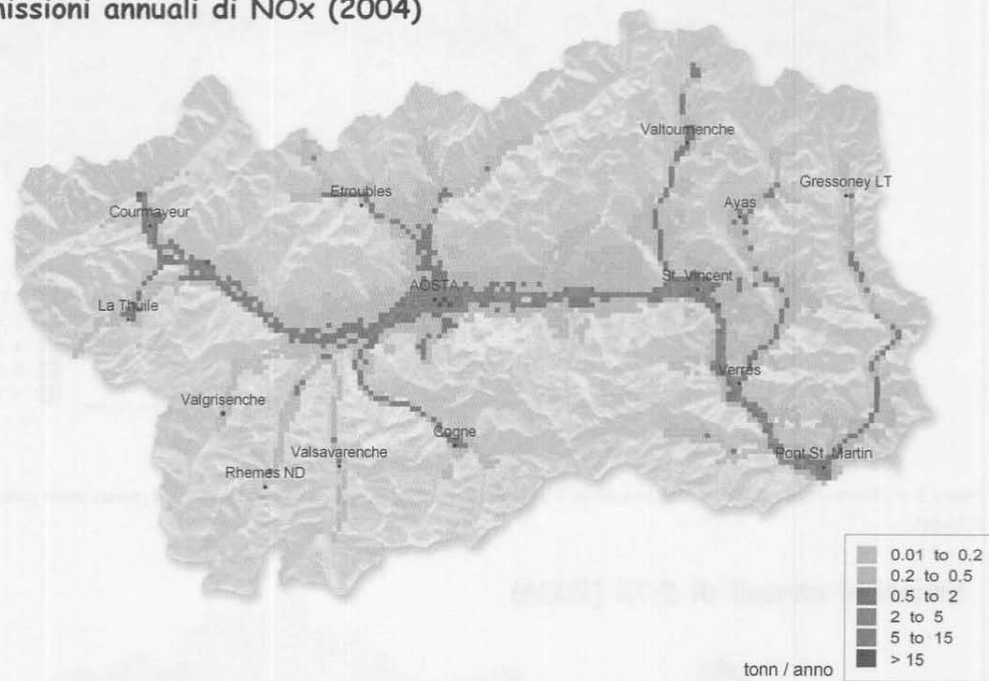 missioni annuali di NOx (2004)
Valtournenche
Gressoney LT
Etroubles
Ayas
Courmayeur
St. Vincent
AOSTA
La Thuile
Verrès
Valgrisenche
Cogne
Valsavarenche
Pont St. Martin
Rhemes ND
0.01 to 0.2
0.2 to 0.5
0.5 to 2
2 to 5
5 to 15
> 15
tonn / anno